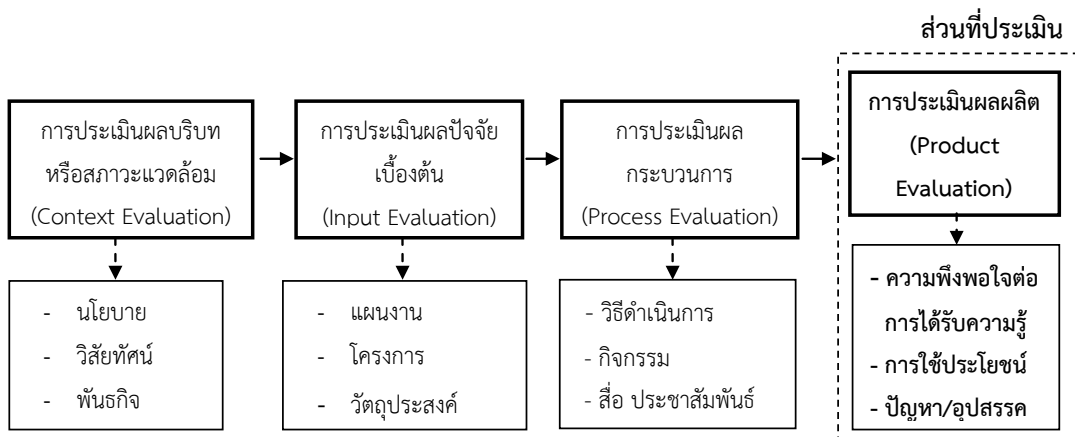 ส่วนที่ประเมิน
การประเมินผลบริบท
หรือสภาวะแวดล้อม
(Context Evaluation)
การประเมินผลปัจจัย
เบื้องต้น
(Input Evaluation)
การประเมินผล
กระบวนการ
(Process Evaluation)
การประเมินผลผลิต
(Product
Evaluation)
- นโยบาย
- วิสัยทัศน์
- พันธกิจ
- แผนงาน
- โครงการ
- วัตถุประสงค์
- วิธีดำเนินการ
- กิจกรรม
- สื่อ ประชาสัมพันธ์
- ความพึงพอใจต่อ
การได้รับความรู้
- การใช้ประโยชน์
- ปัญหา/อุปสรรค